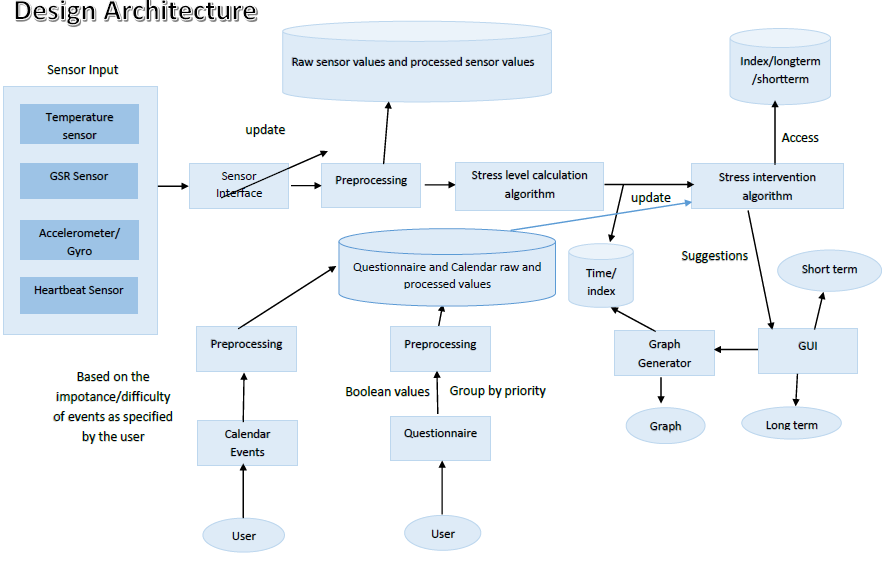 Design Architecture
Sensor Input
Temperature
sensor
GSR Sensor
Accelerometer/
Gyro
Heartbeat Sensor
update
Sensor
Interface
Raw sensor values and processed sensor values
Preprocessing
Stress level calculation
algorithm
update
Stress intervention
algorithm
Index/longterm
/shortterm
Access
Questionnaire and Calendar raw and
processed values
Time/
index
Suggestions
Short term
Preprocessing
Preprocessing
Graph
Generator
GUI
Based on the
impotance/difficulty
of events as specified
by the user
Boolean values
Group by priority
Calendar
Events
Questionnaire
Graph
Long term
User
User